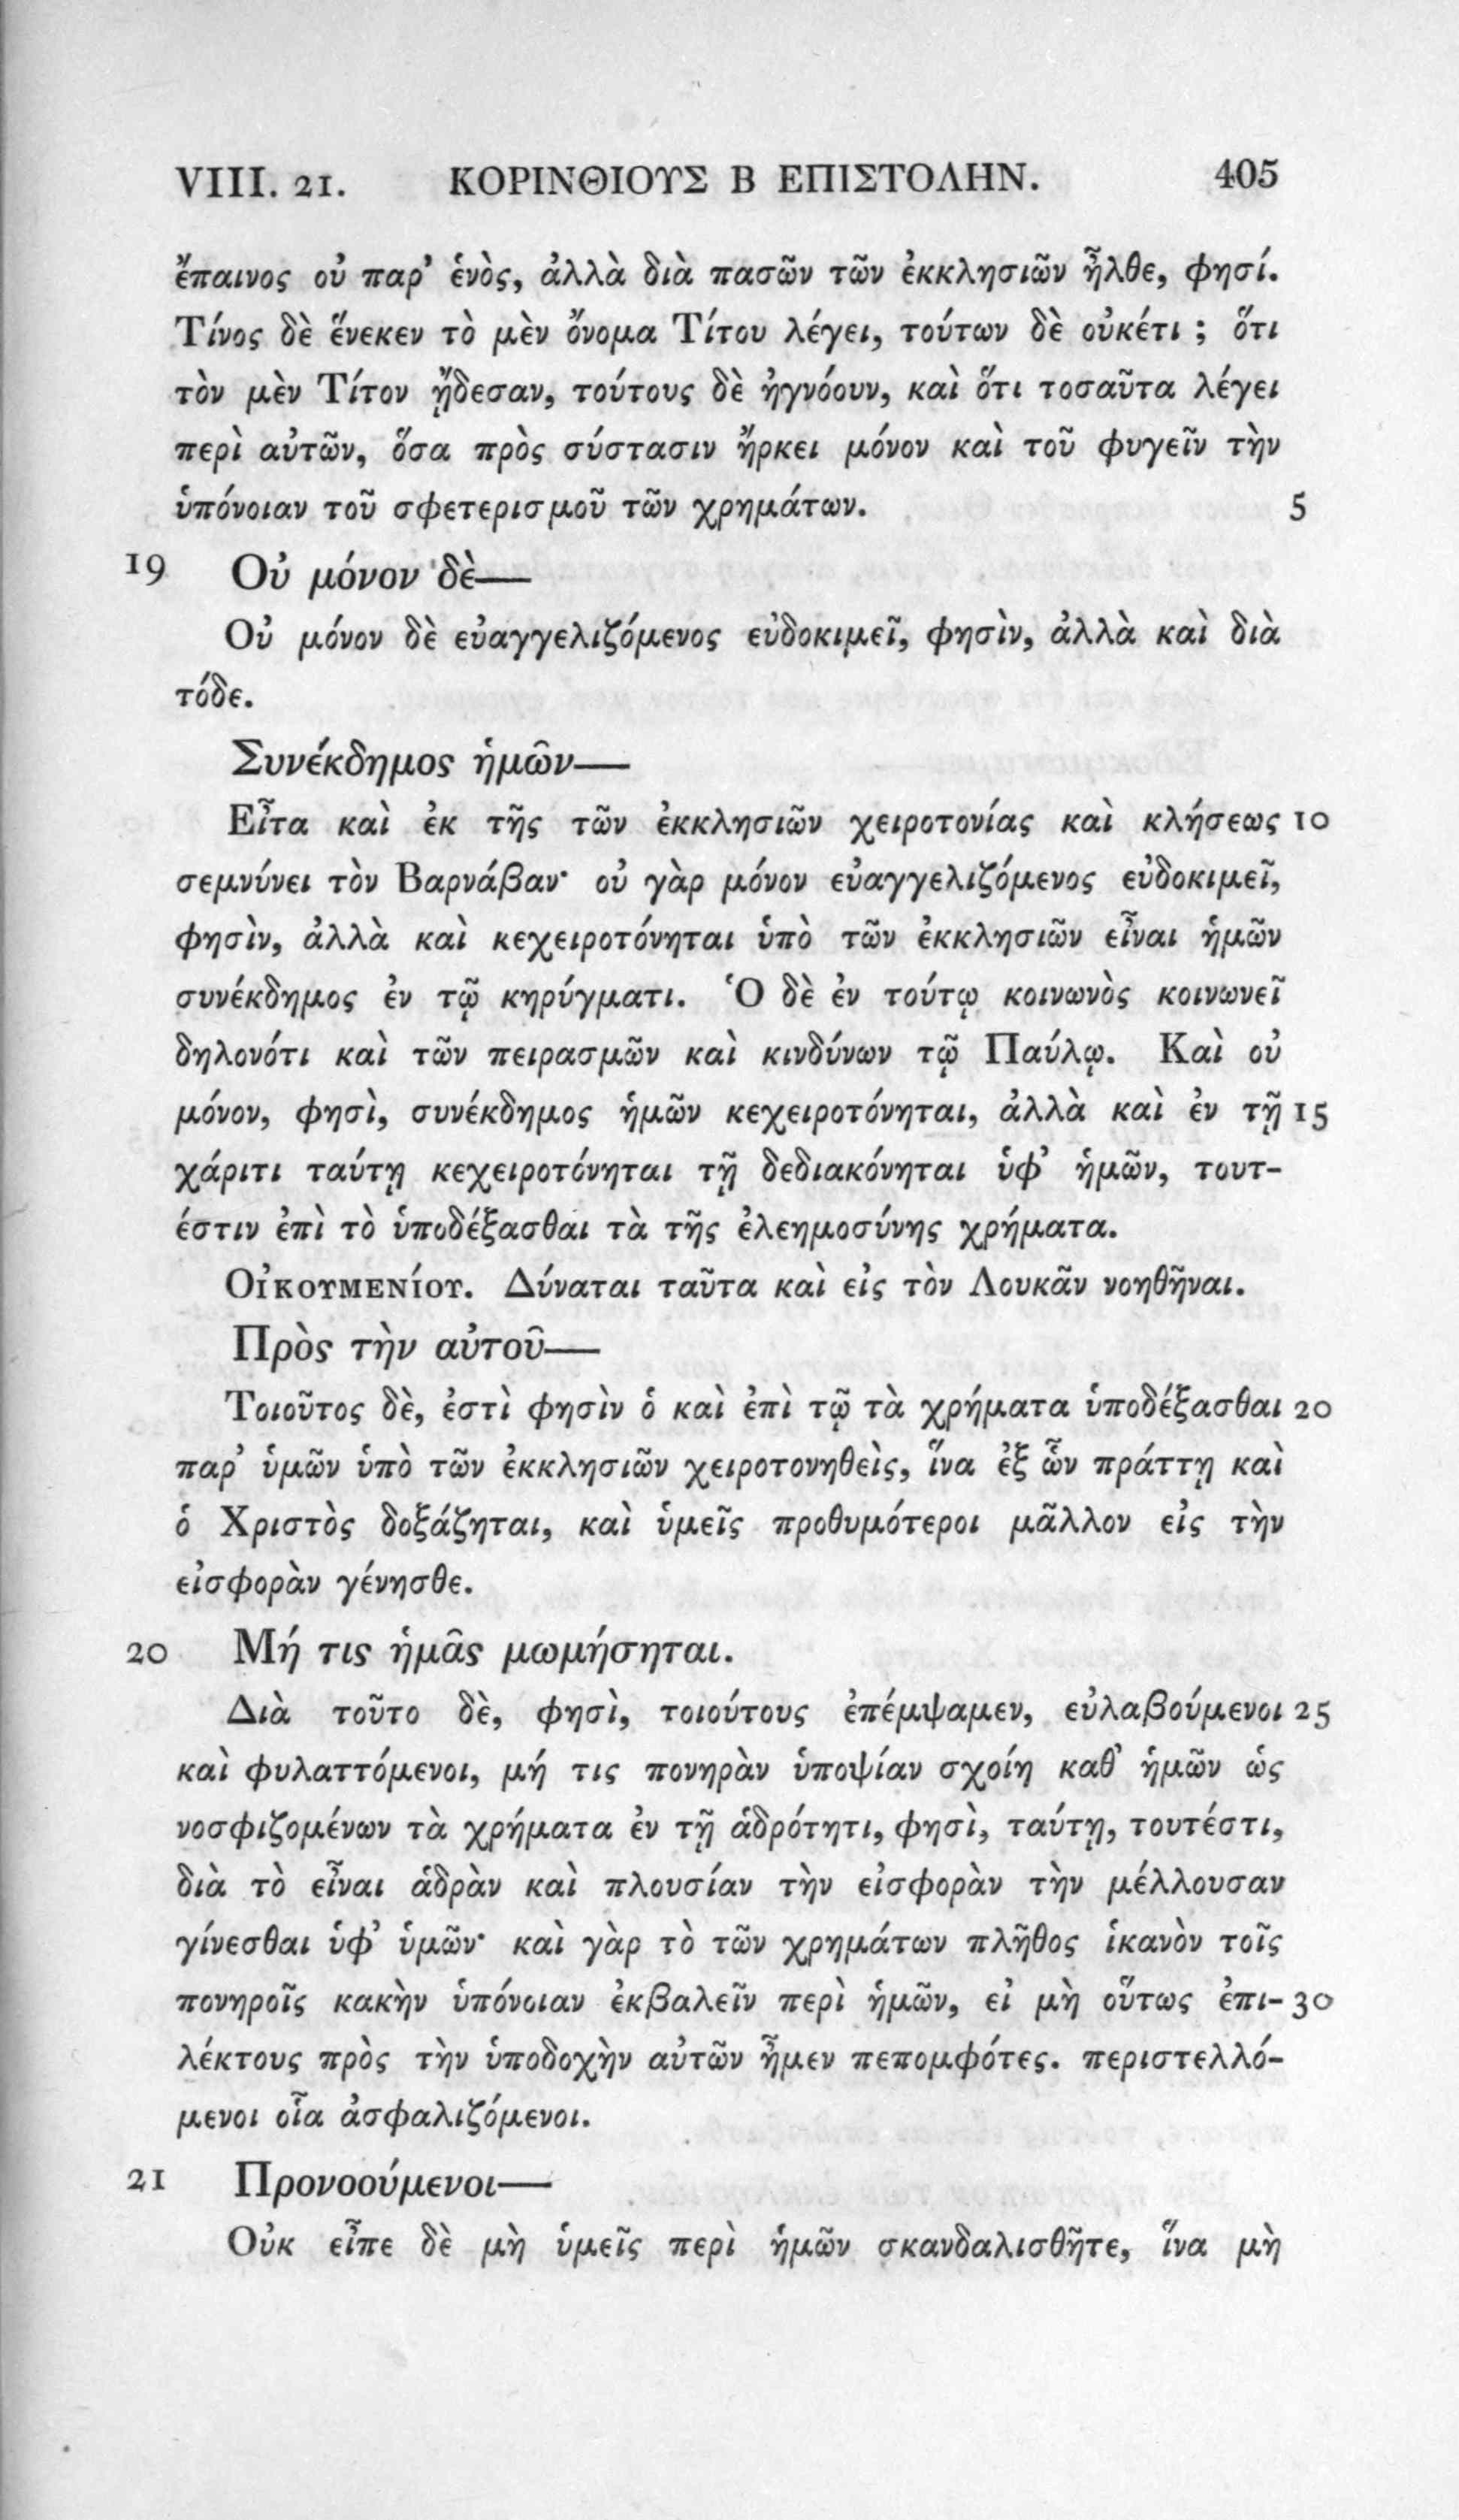 VIII. 21. ΚΟΡΙΝΘΙΟΥΣ Β ΕΠΙΣΤΟΛΗΝ. 405
ἔπαινος οὐ παρ' ἑνὸς, ἀλλὰ διὰ πασῶν τῶν ἐκκλησιῶν ἦλθε, φησί.
Τίνος δὲ ἕνεκεν τὸ μὲν ὄνομα Τίτου λέγει, τούτων δὲ οὐκέτι ; ὅτι
τὸν μὲν Τίτον ᾔδεσαν, τούτους δὲ ἠγνόουν, καὶ ὅτι τοσαῦτα λέγει
περὶ αὐτῶν, ὅσα πρὸς σύστασιν ἤρκει μόνον καὶ τοῦ φυγεῖν τὴν
ὑπόνοιαν τοῦ σφετερισμοῦ τῶν χρημάτων. 5
19 Οὐ μόνον δὲ—
Οὐ μόνον δὲ εὐαγγελιζόμενος εὐδοκιμεῖ, φησὶν, ἀλλὰ καὶ διὰ
τόδε.
Συνέκδημος ἡμῶν—
Εἶτα καὶ ἐκ τῆς τῶν ἐκκλησιῶν χειροτονίας καὶ κλήσεως 10
σεμνύνει τὸν Βαρνάβαν· οὐ γὰρ μόνον εὐαγγελιζόμενος εὐδοκιμεῖ,
φησὶν, ἀλλὰ καὶ κεχειροτόνηται ὑπὸ τῶν ἐκκλησιῶν εἶναι ἡμῶν
συνέκδημος ἐν τῷ κηρύγματι. Ὁ δὲ ἐν τούτῳ κοινωνὸς κοινωνεῖ
δηλονότι καὶ τῶν πειρασμῶν καὶ κινδύνων τῷ Παύλῳ. Καὶ οὐ
μόνον, φησὶ, συνέκδημος ἡμῶν κεχειροτόνηται, ἀλλὰ καὶ ἐν τῇ 15
χάριτι ταύτῃ κεχειροτόνηται τῇ δεδιακόνηται ὑφ' ἡμῶν, τουτ-
έστιν ἐπὶ τὸ ὑποδέξασθαι τὰ τῆς ἐλεημοσύνης χρήματα.
ΟἸΚΟΥΜΕΝΊΟΥ. Δύναται ταῦτα καὶ εἰς τὸν Λουκᾶν νοηθῆναι.
Πρὸς τὴν αὐτοῦ—
Τοιοῦτος δὲ, ἐστὶ φησὶν ὁ καὶ ἐπὶ τῷ τὰ χρήματα ὑποδέξασθαι 20
παρ' ὑμῶν ὑπὸ τῶν ἐκκλησιῶν χειροτονηθεὶς, ἵνα ἐξ ὧν πράττῃ καὶ
ὁ Χριστὸς δοξάζηται, καὶ ὑμεῖς προθυμότεροι μᾶλλον εἰς τὴν
εἰσφορὰν γένησθε.
20 Μή τις ἡμᾶς μωμήσηται.
Διὰ τοῦτο δὲ, φησὶ, τοιούτους ἐπέμψαμεν, εὐλαβούμενοι 25
καὶ φυλαττόμενοι, μή τις πονηρὰν ὑποψίαν σχοίη καθ' ἡμῶν ὡς
νοσφιζομένων τὰ χρήματα ἐν τῇ ἁδρότητι, φησὶ, ταύτῃ, τουτέστι,
διὰ τὸ εἶναι ἁδρὰν καὶ πλουσίαν τὴν εἰσφορὰν τὴν μέλλουσαν
γίνεσθαι ὑφ' ὑμῶν· καὶ γὰρ τὸ τῶν χρημάτων πλῆθος ἱκανὸν τοῖς
πονηροῖς κακὴν ὑπόνοιαν ἐκβαλεῖν περὶ ἡμῶν, εἰ μὴ οὕτως ἐπι- 30
λέκτους πρὸς τὴν ὑποδοχὴν αὐτῶν ἦμεν πεπομφότες. περιστελλό-
μενοι οἷα ἀσφαλιζόμενοι.
21 Προνοούμενοι—
Οὐκ εἶπε δὲ μὴ ὑμεῖς περὶ ἡμῶν σκανδαλισθῆτε, ἵνα μὴ